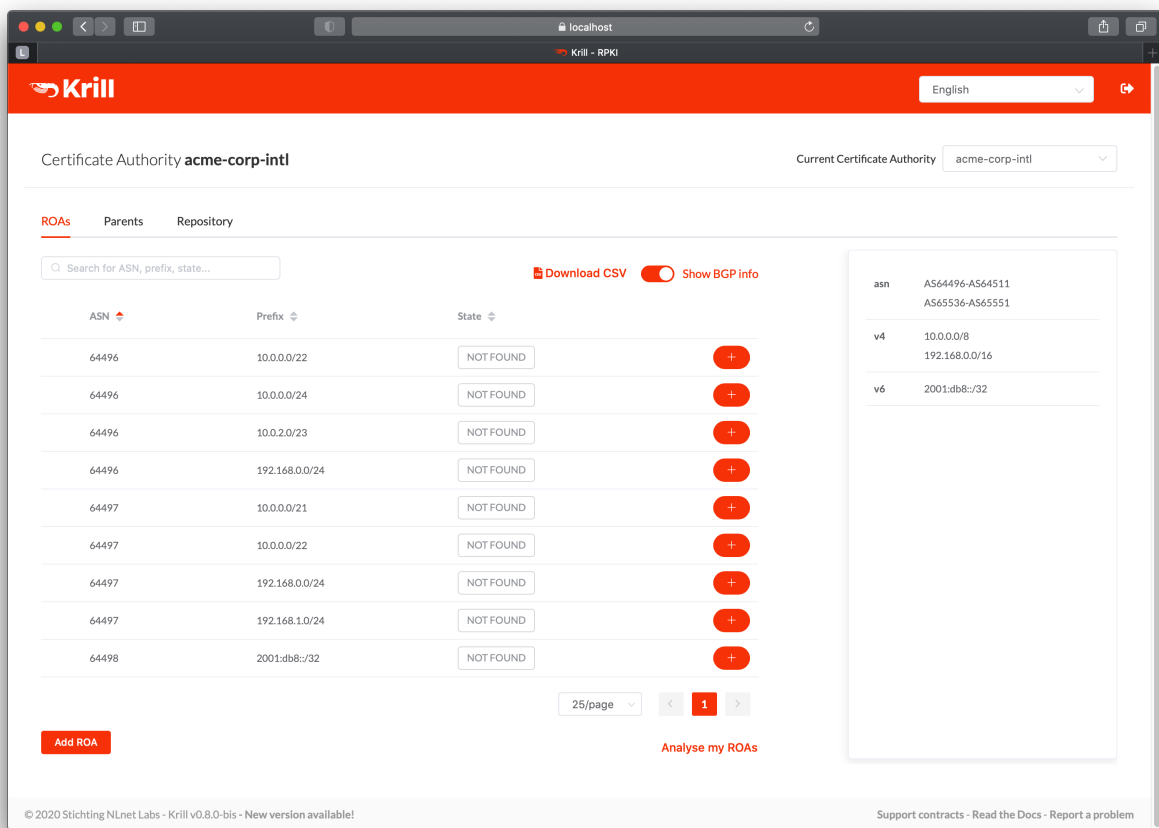 localhost
L
Krill - RPKI
Krill
English
Certificate Authority acme-corp-intl
Current Certificate Authority acme-corp-intl
ROAs Parents Repository
Search for ASN, prefix, state...
Download CSV Show BGP info
ASN Prefix State
64496 10.0.0.0/22 NOT FOUND +
64496 10.0.0.0/24 NOT FOUND +
64496 10.0.2.0/23 NOT FOUND +
64496 192.168.0.0/24 NOT FOUND +
64497 10.0.0.0/21 NOT FOUND +
64497 10.0.0.0/22 NOT FOUND +
64497 192.168.0.0/24 NOT FOUND +
64497 192.168.1.0/24 NOT FOUND +
64498 2001:db8::/32 NOT FOUND +
25/page < 1 >
Add ROA
Analyse my ROAs
asn AS64496-AS64511
AS65536-AS65551
v4 10.0.0.0/8
192.168.0.0/16
v6 2001:db8::/32
© 2020 Stichting NLnet Labs - Krill v0.8.0-bis - New version available!
Support contracts - Read the Docs - Report a problem